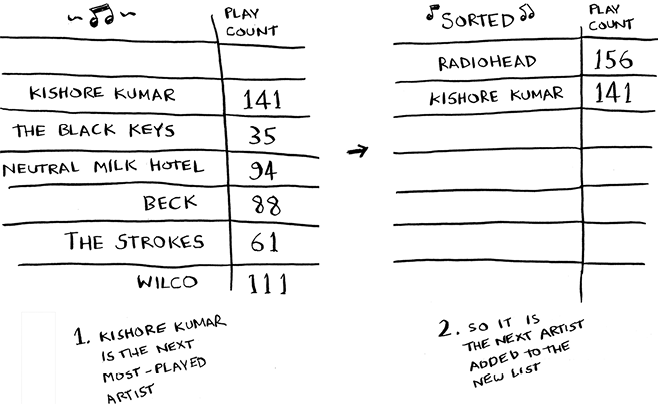 PLAY
COUNT
KISHORE KUMAR 141
THE BLACK KEYS 35
NEUTRAL MILK HOTEL 94
BECK 88
THE STROKES 61
WILCO 111
1. KISHORE KUMAR
IS THE NEXT
MOST-PLAYED
ARTIST
SORTED
PLAY
COUNT
RADIOHEAD 156
KISHORE KUMAR 141
2. SO IT IS
THE NEXT ARTIST
ADDED TO THE
NEW LIST